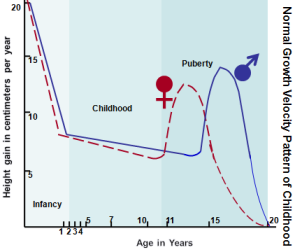 20
15
10
5
Height gain in centimeters per year
Infancy
Childhood
Puberty
1 2 3 4 5 7 10 11 15 20
Age in Years
Normal Growth Velocity Pattern of Childhood